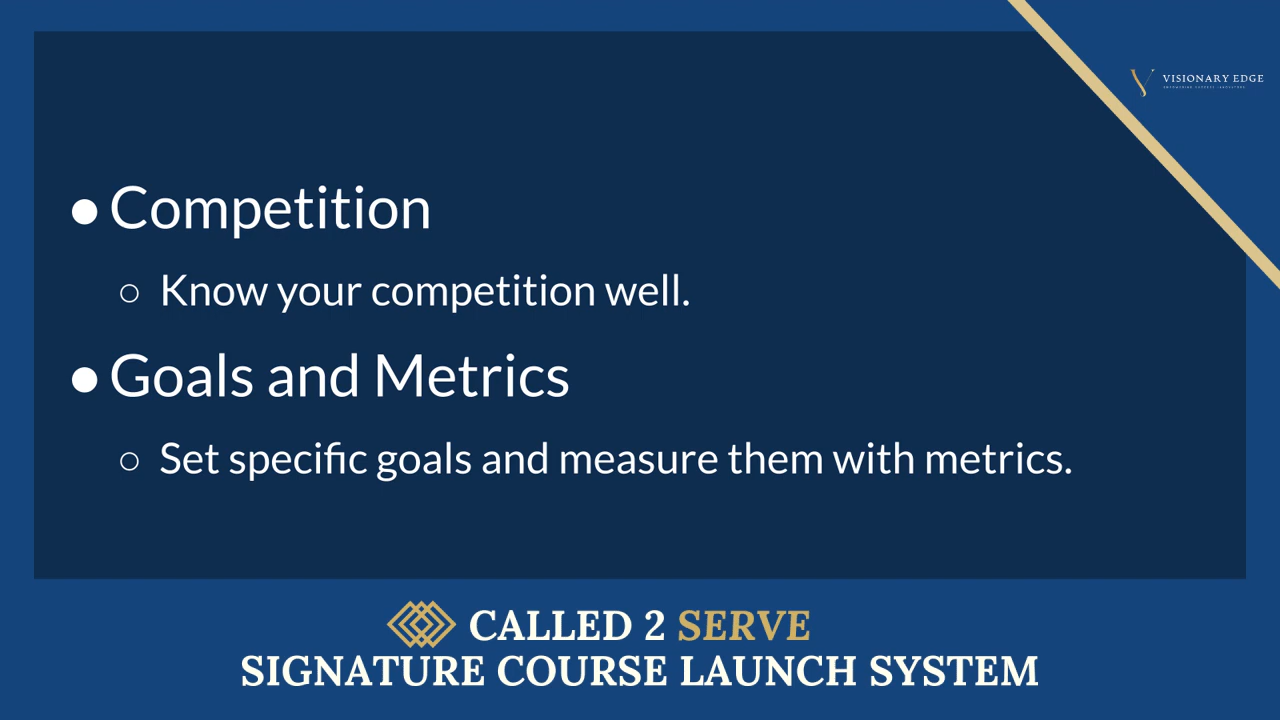 VISIONARY EDGE
● Competition
○ Know your competition well.
● Goals and Metrics
○ Set specific goals and measure them with metrics.
CALLED 2 SERVE
SIGNATURE COURSE LAUNCH SYSTEM